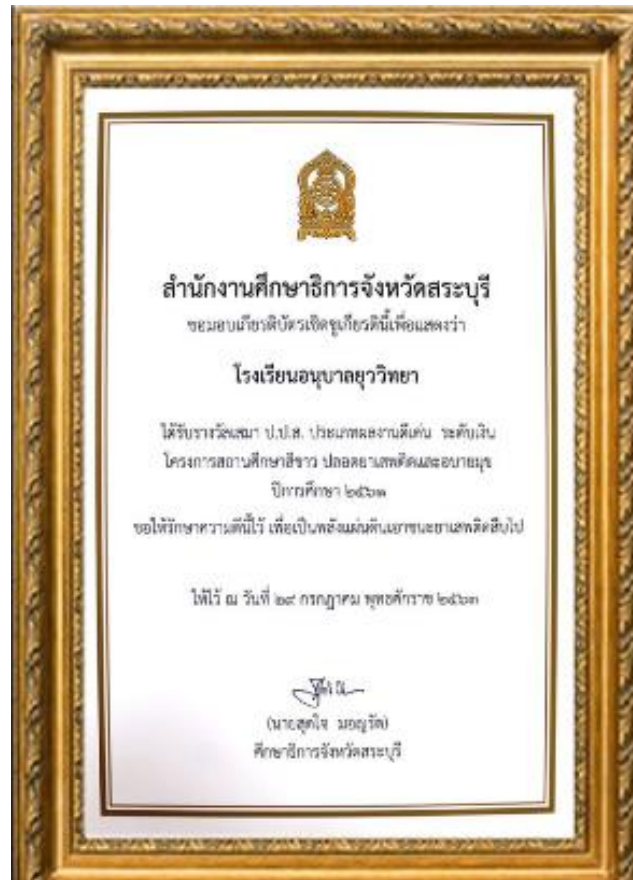 สำนักงานศึกษาธิการจังหวัดสระบุรี
ขอมอบเกียรติบัตรเชิดชูเกียรตินี้เพื่อแสดงว่า
โรงเรียนอนุบาลยุววิทยา
ได้รับรางวัลเสมา ป.ป.ส. ประเภทผลงานดีเด่น ระดับเงิน
โครงการสถานศึกษาสีขาว ปลอดยาเสพติดและอบายมุข
ปีการศึกษา ๒๕๖๑
ขอให้รักษาความดีนี้ไว้ เพื่อเป็นพลังแผ่นดินเอาชนะยาเสพติดสืบไป
ให้ไว้ ณ วันที่ ๒๙ กรกฎาคม พุทธศักราช ๒๕๖๓
(นายสุดใจ มอญรัต)
ศึกษาธิการจังหวัดสระบุรี